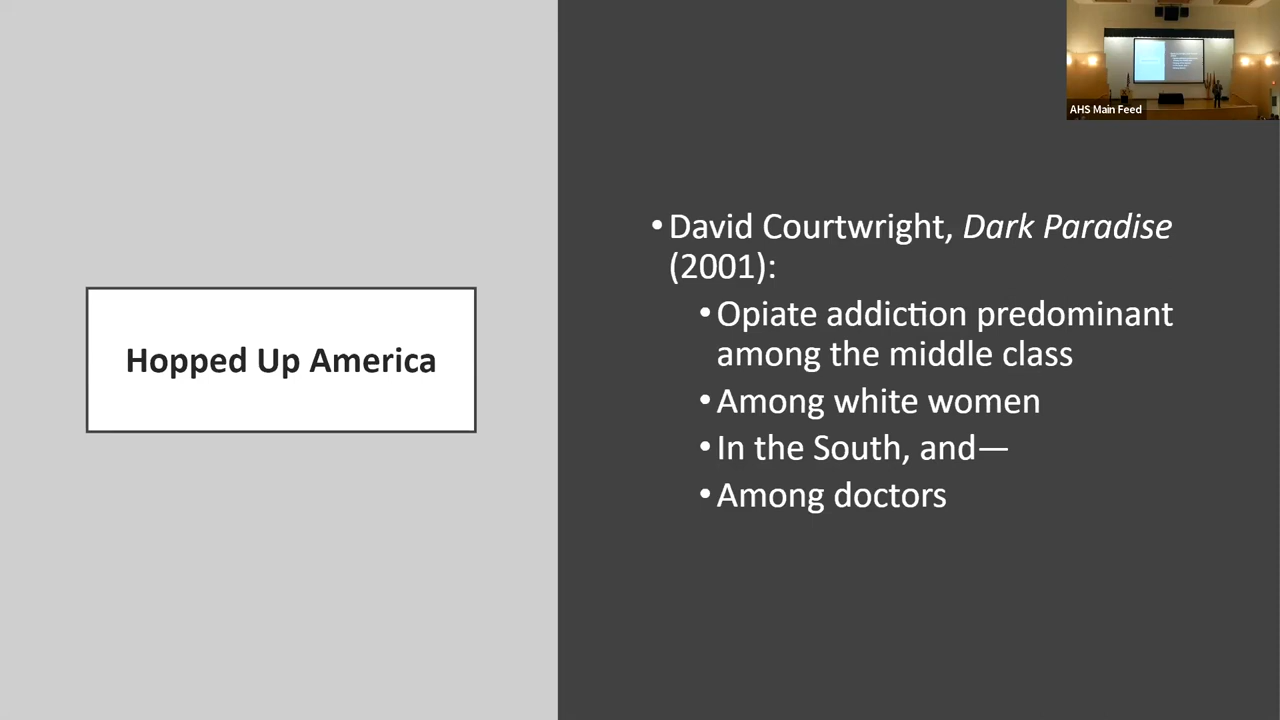 AHS Main Feed
Hopped Up America
•David Courtwright, Dark Paradise
(2001):
•Opiate addiction predominant
among the middle class
•Among white women
•In the South, and—
•Among doctors